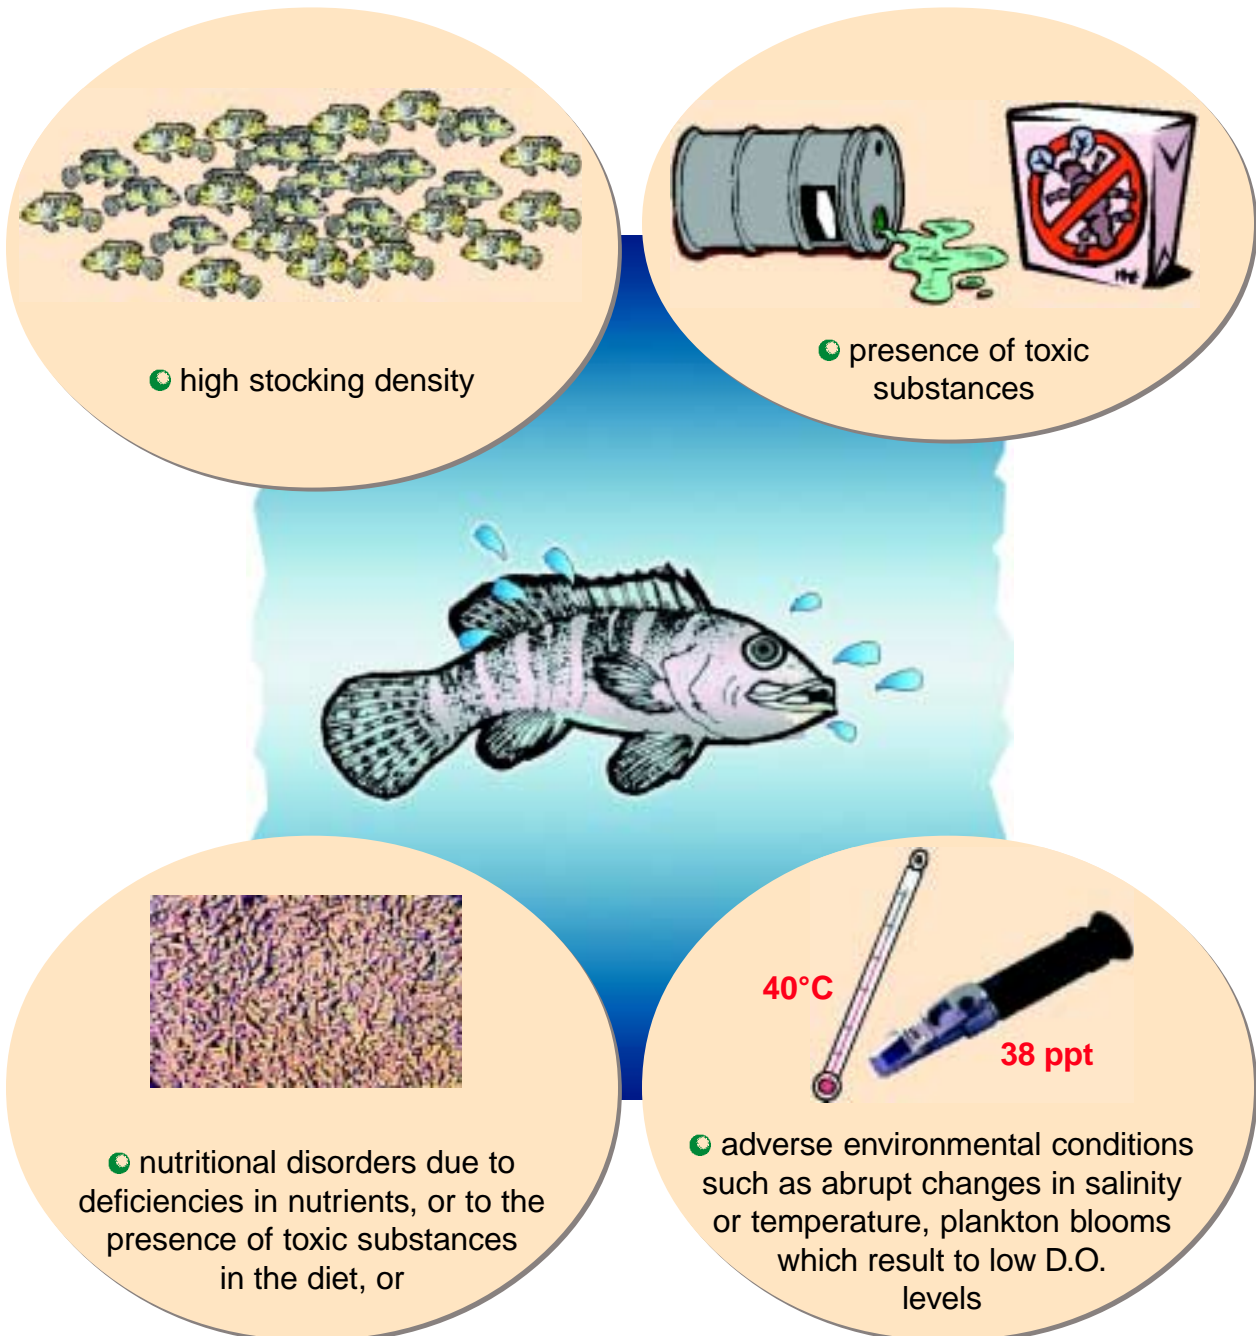 high stocking density
presence of toxic
substances
40°C
38 ppt
nutritional disorders due to
deficiencies in nutrients, or to the
presence of toxic substances
in the diet, or
adverse environmental conditions
such as abrupt changes in salinity
or temperature, plankton blooms
which result to low D.O.
levels